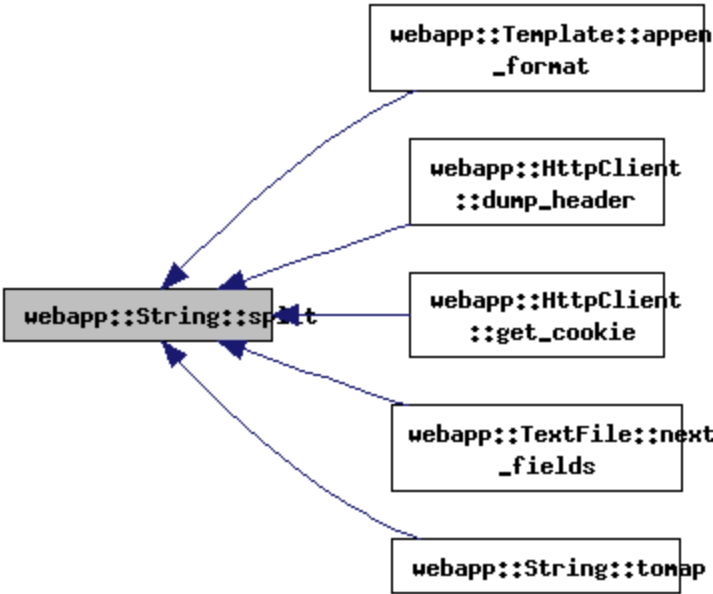 webapp::Template::appen
_format
webapp::HttpClient
::dump_header
webapp::String::split
webapp::HttpClient
::get_cookie
webapp::TextFile::next
_fields
webapp::String::tomap